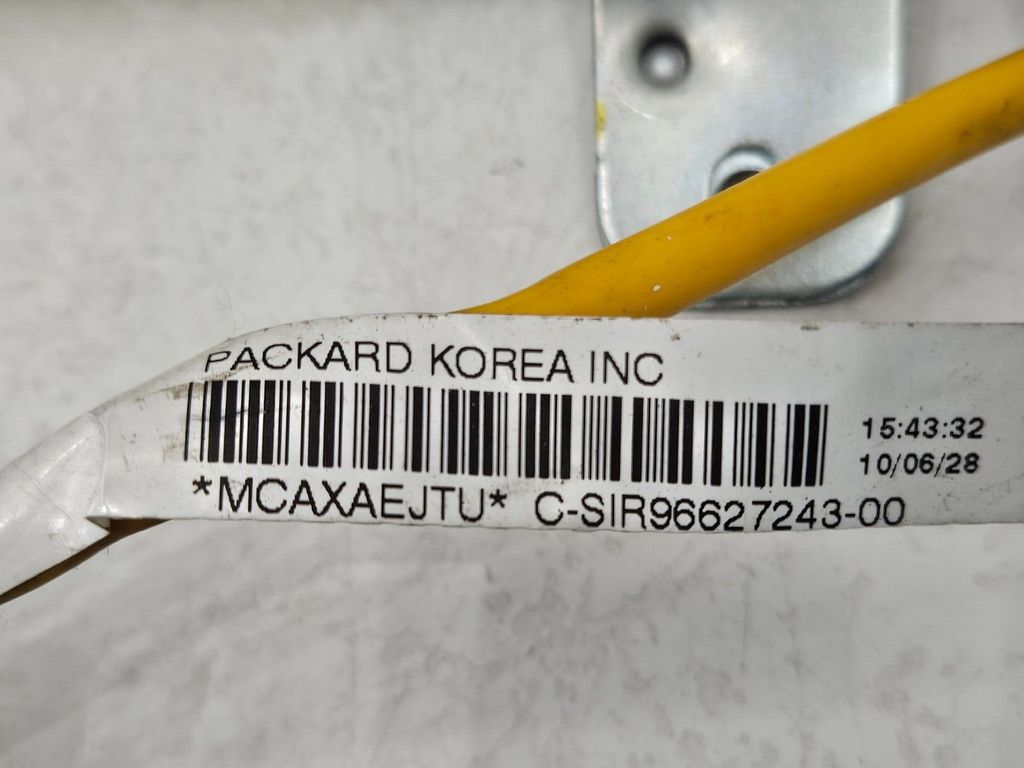 PACKARD KOREA INC
15:43:32
10/06/28
*MCAXAEJTU* C-SIR96627243-00